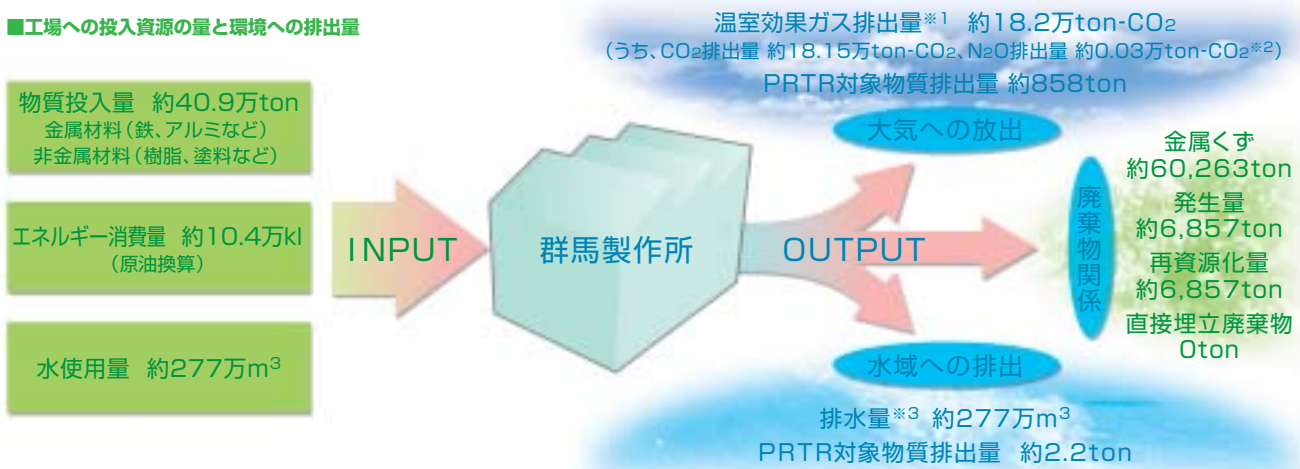 ■工場への投入資源の量と環境への排出量
物質投入量 約40.9万ton
金属材料(鉄、アルミなど)
非金属材料(樹脂、塗料など)
エネルギー消費量 約10.4万kl
(原油換算)
水使用量 約277万m³
INPUT
群馬製作所
OUTPUT
温室効果ガス排出量※1 約18.2万ton-CO₂
(うち、CO₂排出量 約18.15万ton-CO₂、N₂O排出量 約0.03万ton-CO₂※2)
PRTR対象物質排出量 約858ton
大気への放出
廃棄物関係
金属くず
約60,263ton
発生量
約6,857ton
再資源化量
約6,857ton
直接埋立廃棄物
0ton
水域への排出
排水量※3 約277万m³
PRTR対象物質排出量 約2.2ton